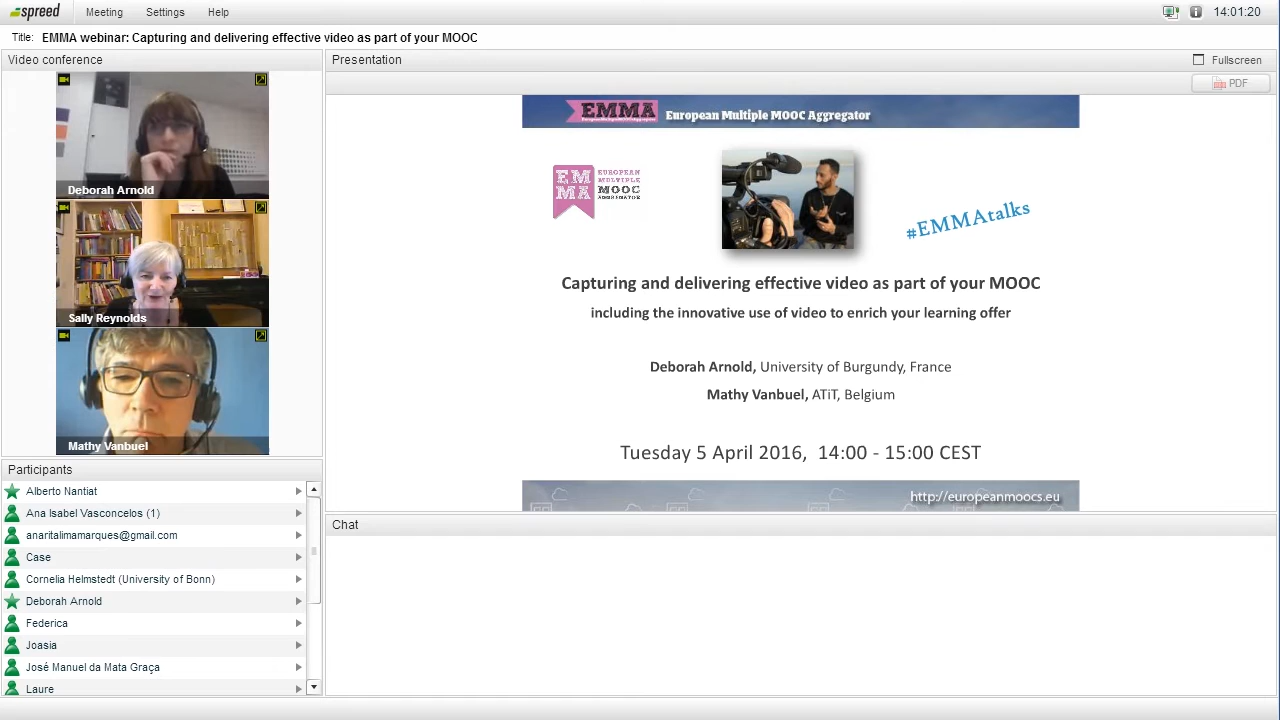 spreed
Meeting Settings Help 14:01:20
Title: EMMA webinar: Capturing and delivering effective video as part of your MOOC
Video conference
Deborah Arnold
Sally Reynolds
Mathy Vanbuel
Participants
Alberto Nantiat
Ana Isabel Vasconcelos (1)
anaritalimamarques@gmail.com
Case
Cornelia Helmstedt (University of Bonn)
Deborah Arnold
Federica
Joasia
José Manuel da Mata Graça
Laure
Presentation Fullscreen
PDF
EMMA European Multiple MOOC Aggregator
EM
MA
EUROPEAN
MULTIPLE
MOOC
AGGREGATOR
#EMMAtalks
Capturing and delivering effective video as part of your MOOC
including the innovative use of video to enrich your learning offer
Deborah Arnold, University of Burgundy, France
Mathy Vanbuel, ATiT, Belgium
Tuesday 5 April 2016, 14:00 - 15:00 CEST
http://europeanmoocs.eu
Chat